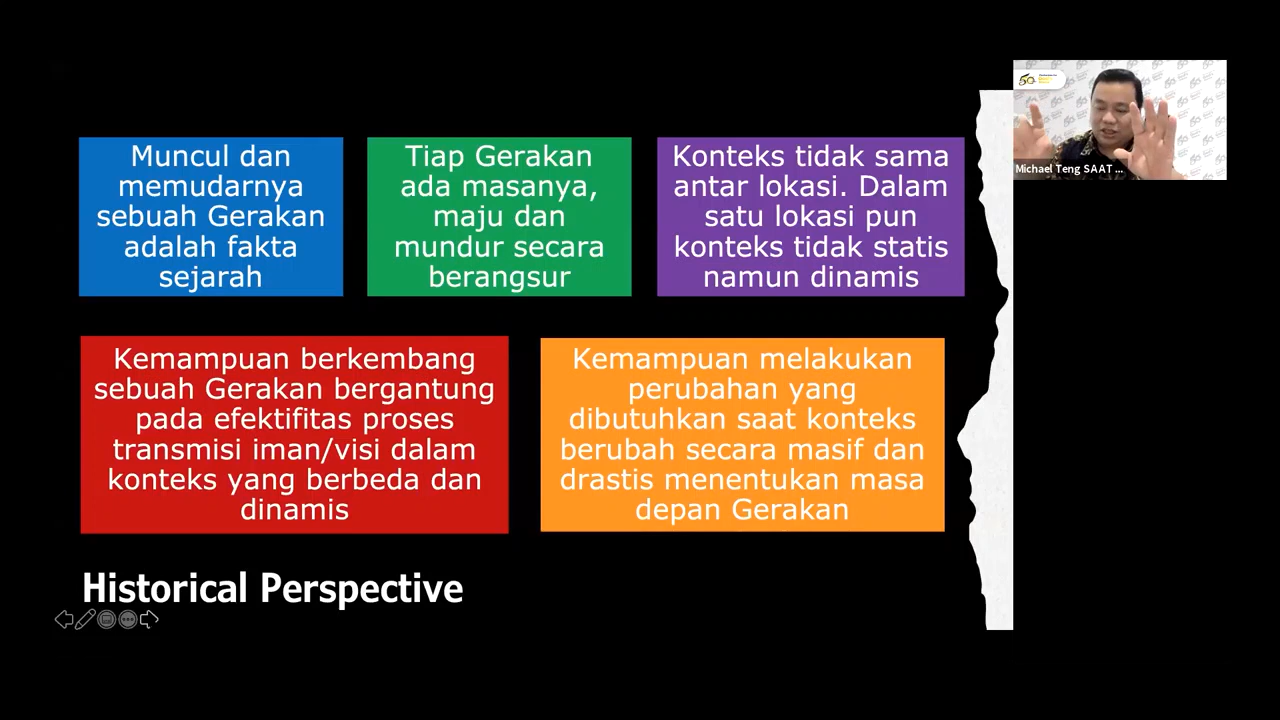 Muncul dan
memudarnya
sebuah Gerakan
adalah fakta
sejarah
Tiap Gerakan
ada masanya,
maju dan
mundur secara
berangsur
Konteks tidak sama
antar lokasi. Dalam
satu lokasi pun
konteks tidak statis
namun dinamis
Kemampuan berkembang
sebuah Gerakan bergantung
pada efektifitas proses
transmisi iman/visi dalam
konteks yang berbeda dan
dinamis
Kemampuan melakukan
perubahan yang
dibutuhkan saat konteks
berubah secara masif dan
drastis menentukan masa
depan Gerakan
Historical Perspective
50
Michael Teng SAAT ...